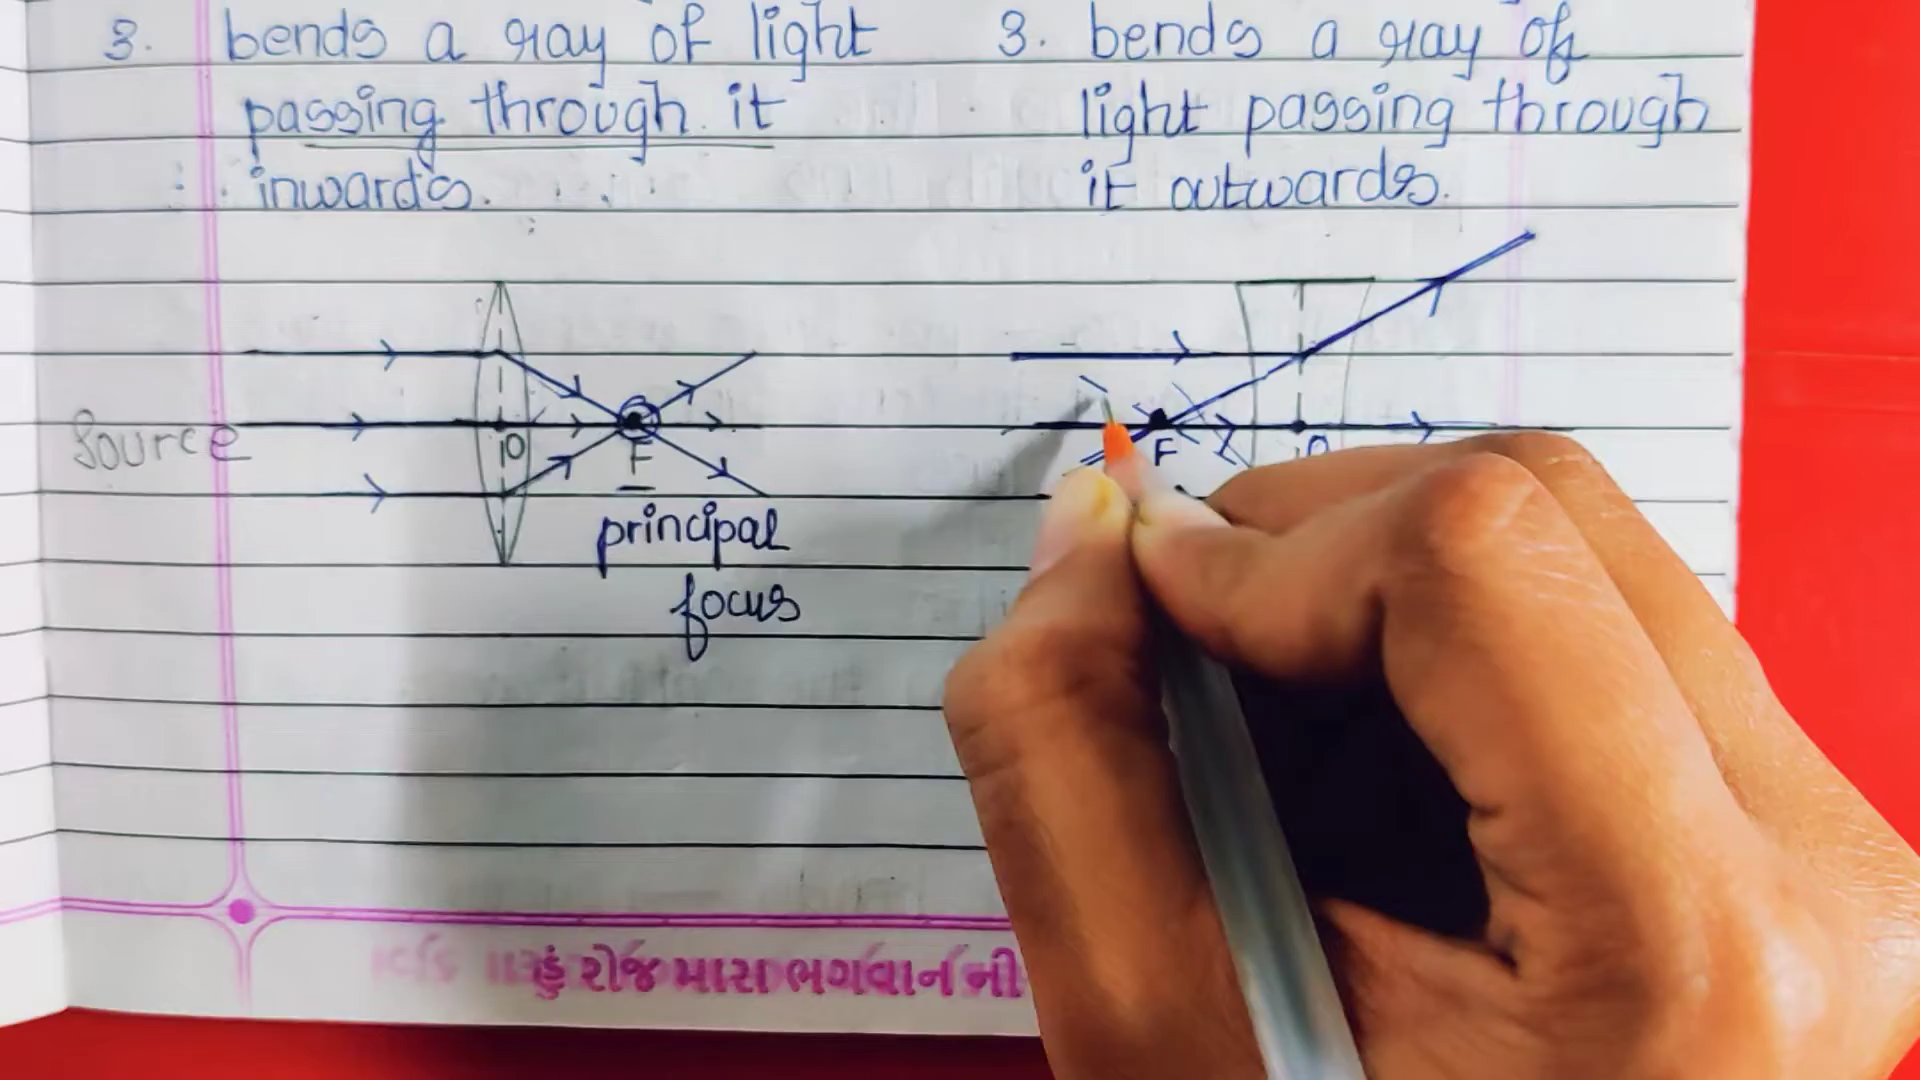 3. bends a ray of light
passing through it
inwards.
3. bends a ray of
light passing through
it outwards.
Source
O
F
principal
focus
F
O
હું રોજ મારા ભગવાન ની